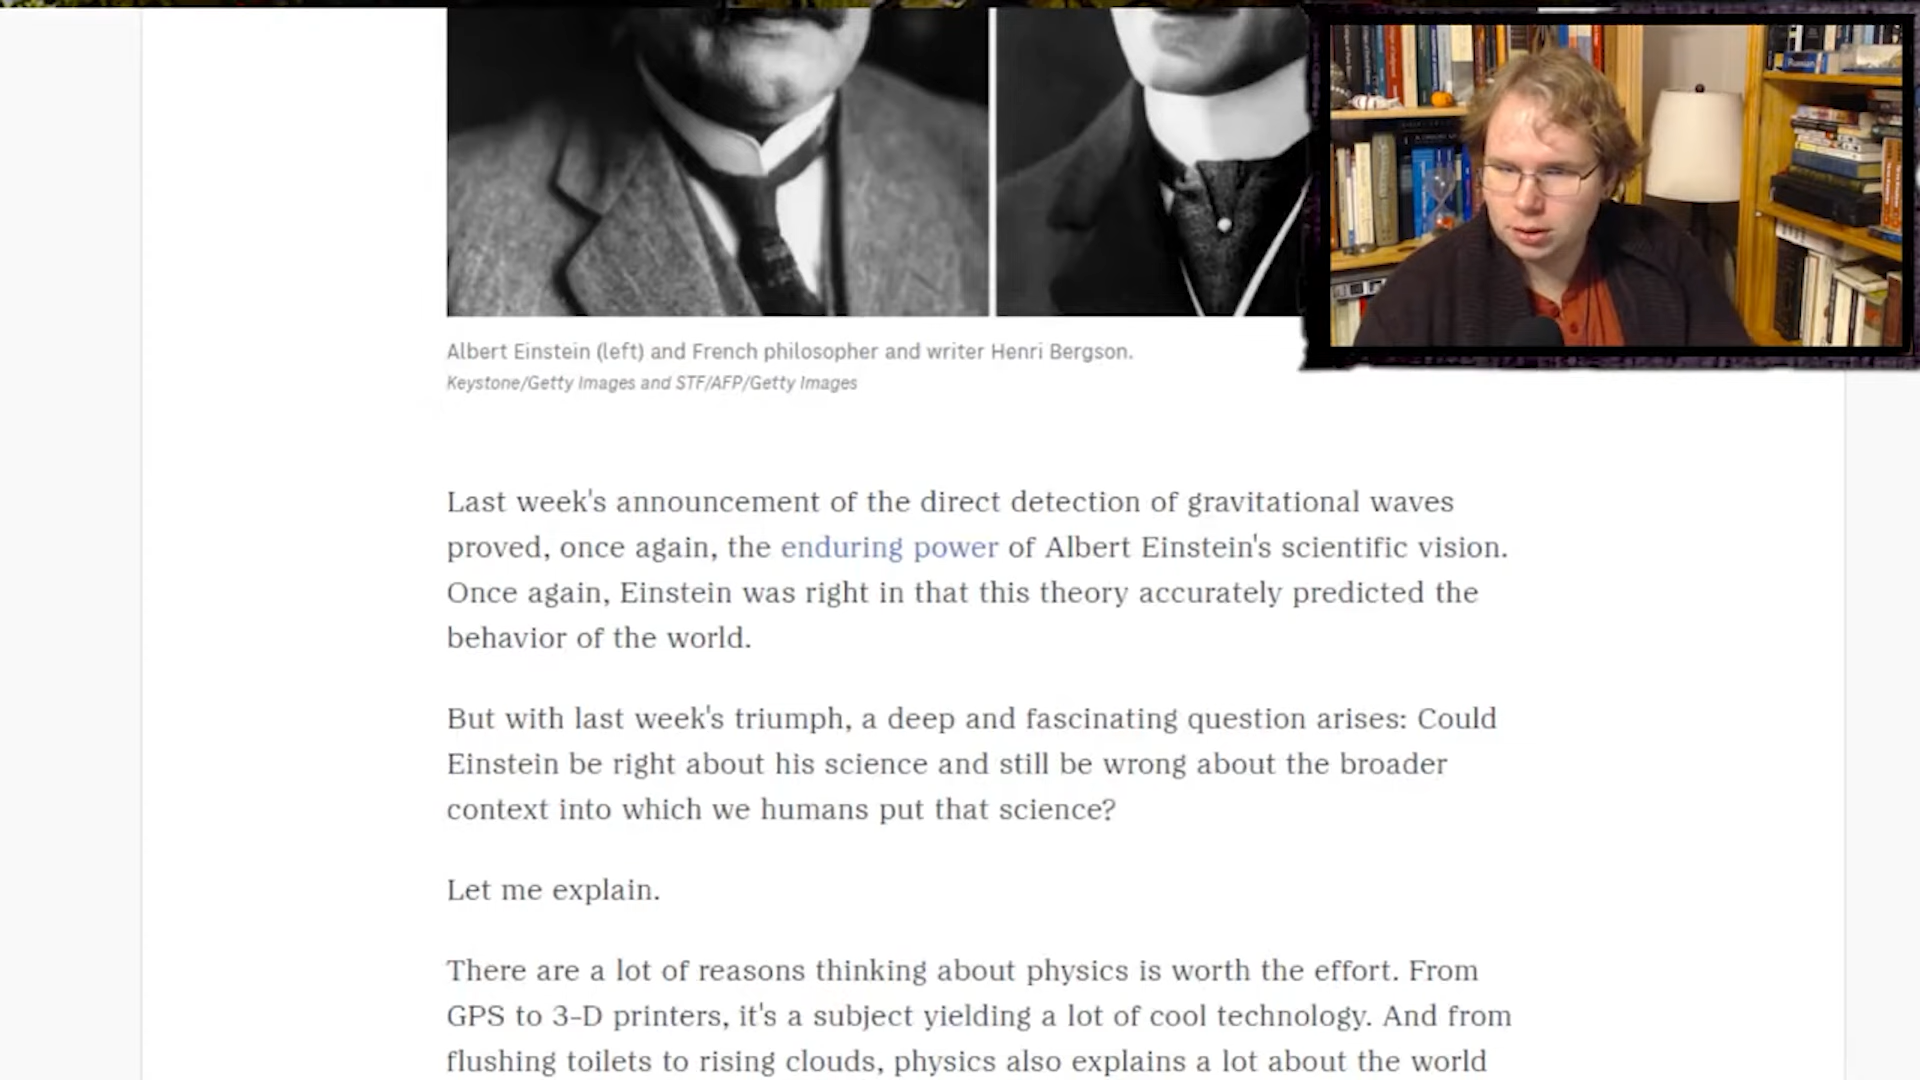 Russian
Albert Einstein (left) and French philosopher and writer Henri Bergson.
Keystone/Getty Images and STF/AFP/Getty Images
Last week's announcement of the direct detection of gravitational waves
proved, once again, the enduring power of Albert Einstein's scientific vision.
Once again, Einstein was right in that this theory accurately predicted the
behavior of the world.
But with last week's triumph, a deep and fascinating question arises: Could
Einstein be right about his science and still be wrong about the broader
context into which we humans put that science?
Let me explain.
There are a lot of reasons thinking about physics is worth the effort. From
GPS to 3-D printers, it's a subject yielding a lot of cool technology. And from
flushing toilets to rising clouds, physics also explains a lot about the world